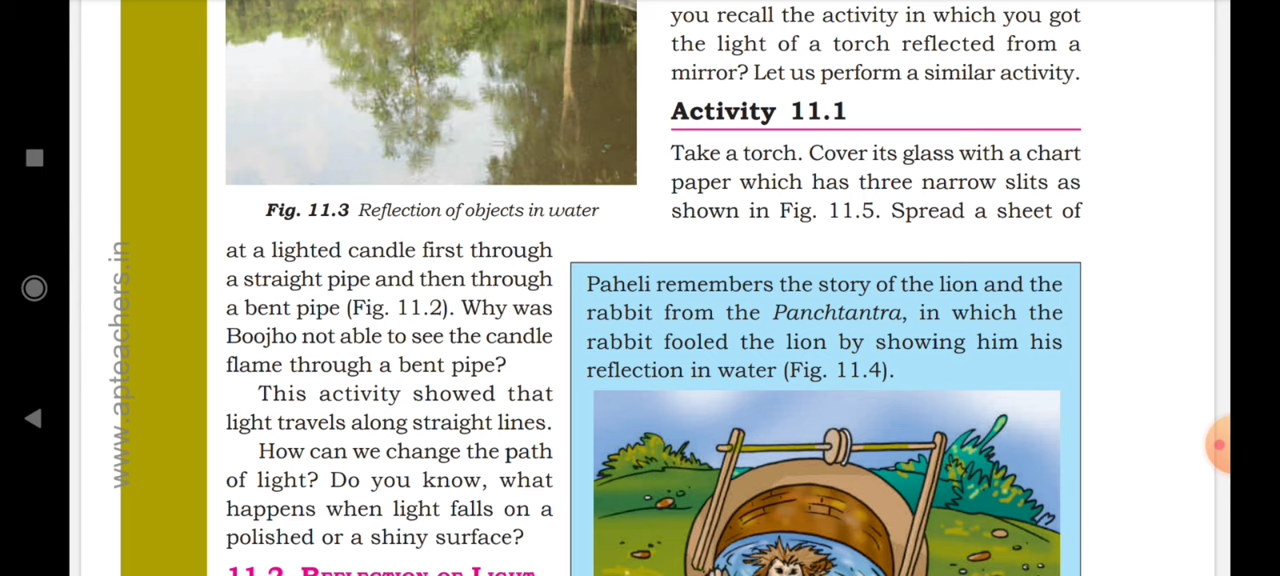 you recall the activity in which you got
the light of a torch reflected from a
mirror? Let us perform a similar activity.
Activity 11.1
Take a torch. Cover its glass with a chart
paper which has three narrow slits as
shown in Fig. 11.5. Spread a sheet of
Fig. 11.3 Reflection of objects in water
at a lighted candle first through
a straight pipe and then through
a bent pipe (Fig. 11.2). Why was
Boojho not able to see the candle
flame through a bent pipe?
This activity showed that
light travels along straight lines.
How can we change the path
of light? Do you know, what
happens when light falls on a
polished or a shiny surface?
11.2 REFLECTION OF LIGHT
Paheli remembers the story of the lion and the
rabbit from the Panchtantra, in which the
rabbit fooled the lion by showing him his
reflection in water (Fig. 11.4).
www.apteachers.in